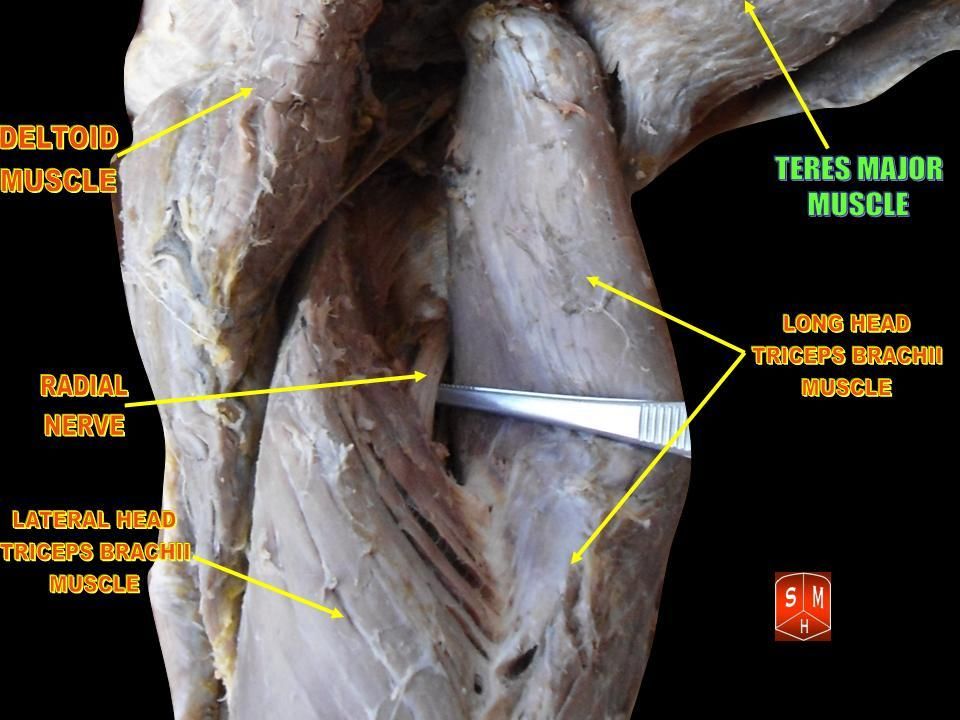 DELTOID
MUSCLE
TERES MAJOR
MUSCLE
LONG HEAD
TRICEPS BRACHII
MUSCLE
RADIAL
NERVE
LATERAL HEAD
TRICEPS BRACHII
MUSCLE
S M
H